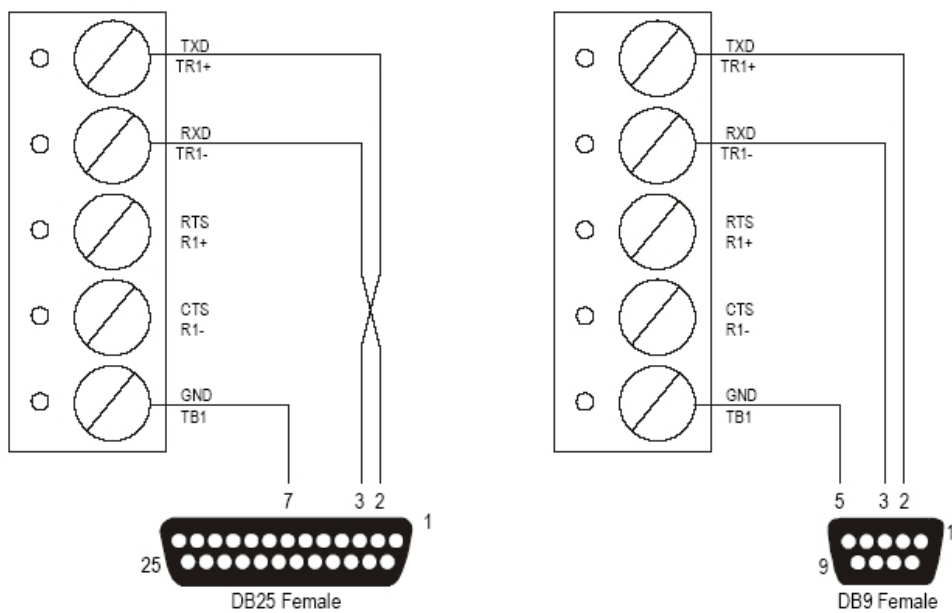 TXD
TR1+
RXD
TR1-
RTS
R1+
CTS
R1-
GND
TB1
7 3 2
1
25
DB25 Female
TXD
TR1+
RXD
TR1-
RTS
R1+
CTS
R1-
GND
TB1
5 3 2
1
9
DB9 Female